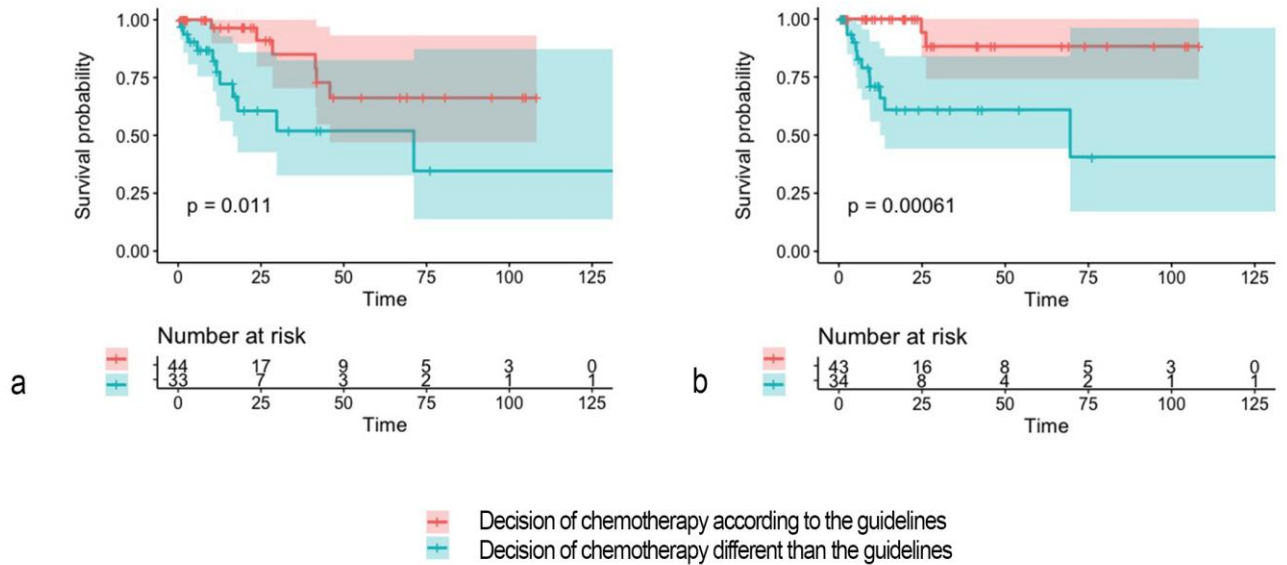 1.00
0.75
0.50
0.25
0.00
Survival probability
p = 0.011
0 25 50 75 100 125
Time
Number at risk
44 17 9 5 3 0
33 7 3 2 1 1
0 25 50 75 100 125
Time
a
1.00
0.75
0.50
0.25
0.00
Survival probability
p = 0.00061
0 25 50 75 100 125
Time
Number at risk
43 16 8 5 3 0
34 8 4 2 1 1
0 25 50 75 100 125
Time
b
Decision of chemotherapy according to the guidelines
Decision of chemotherapy different than the guidelines